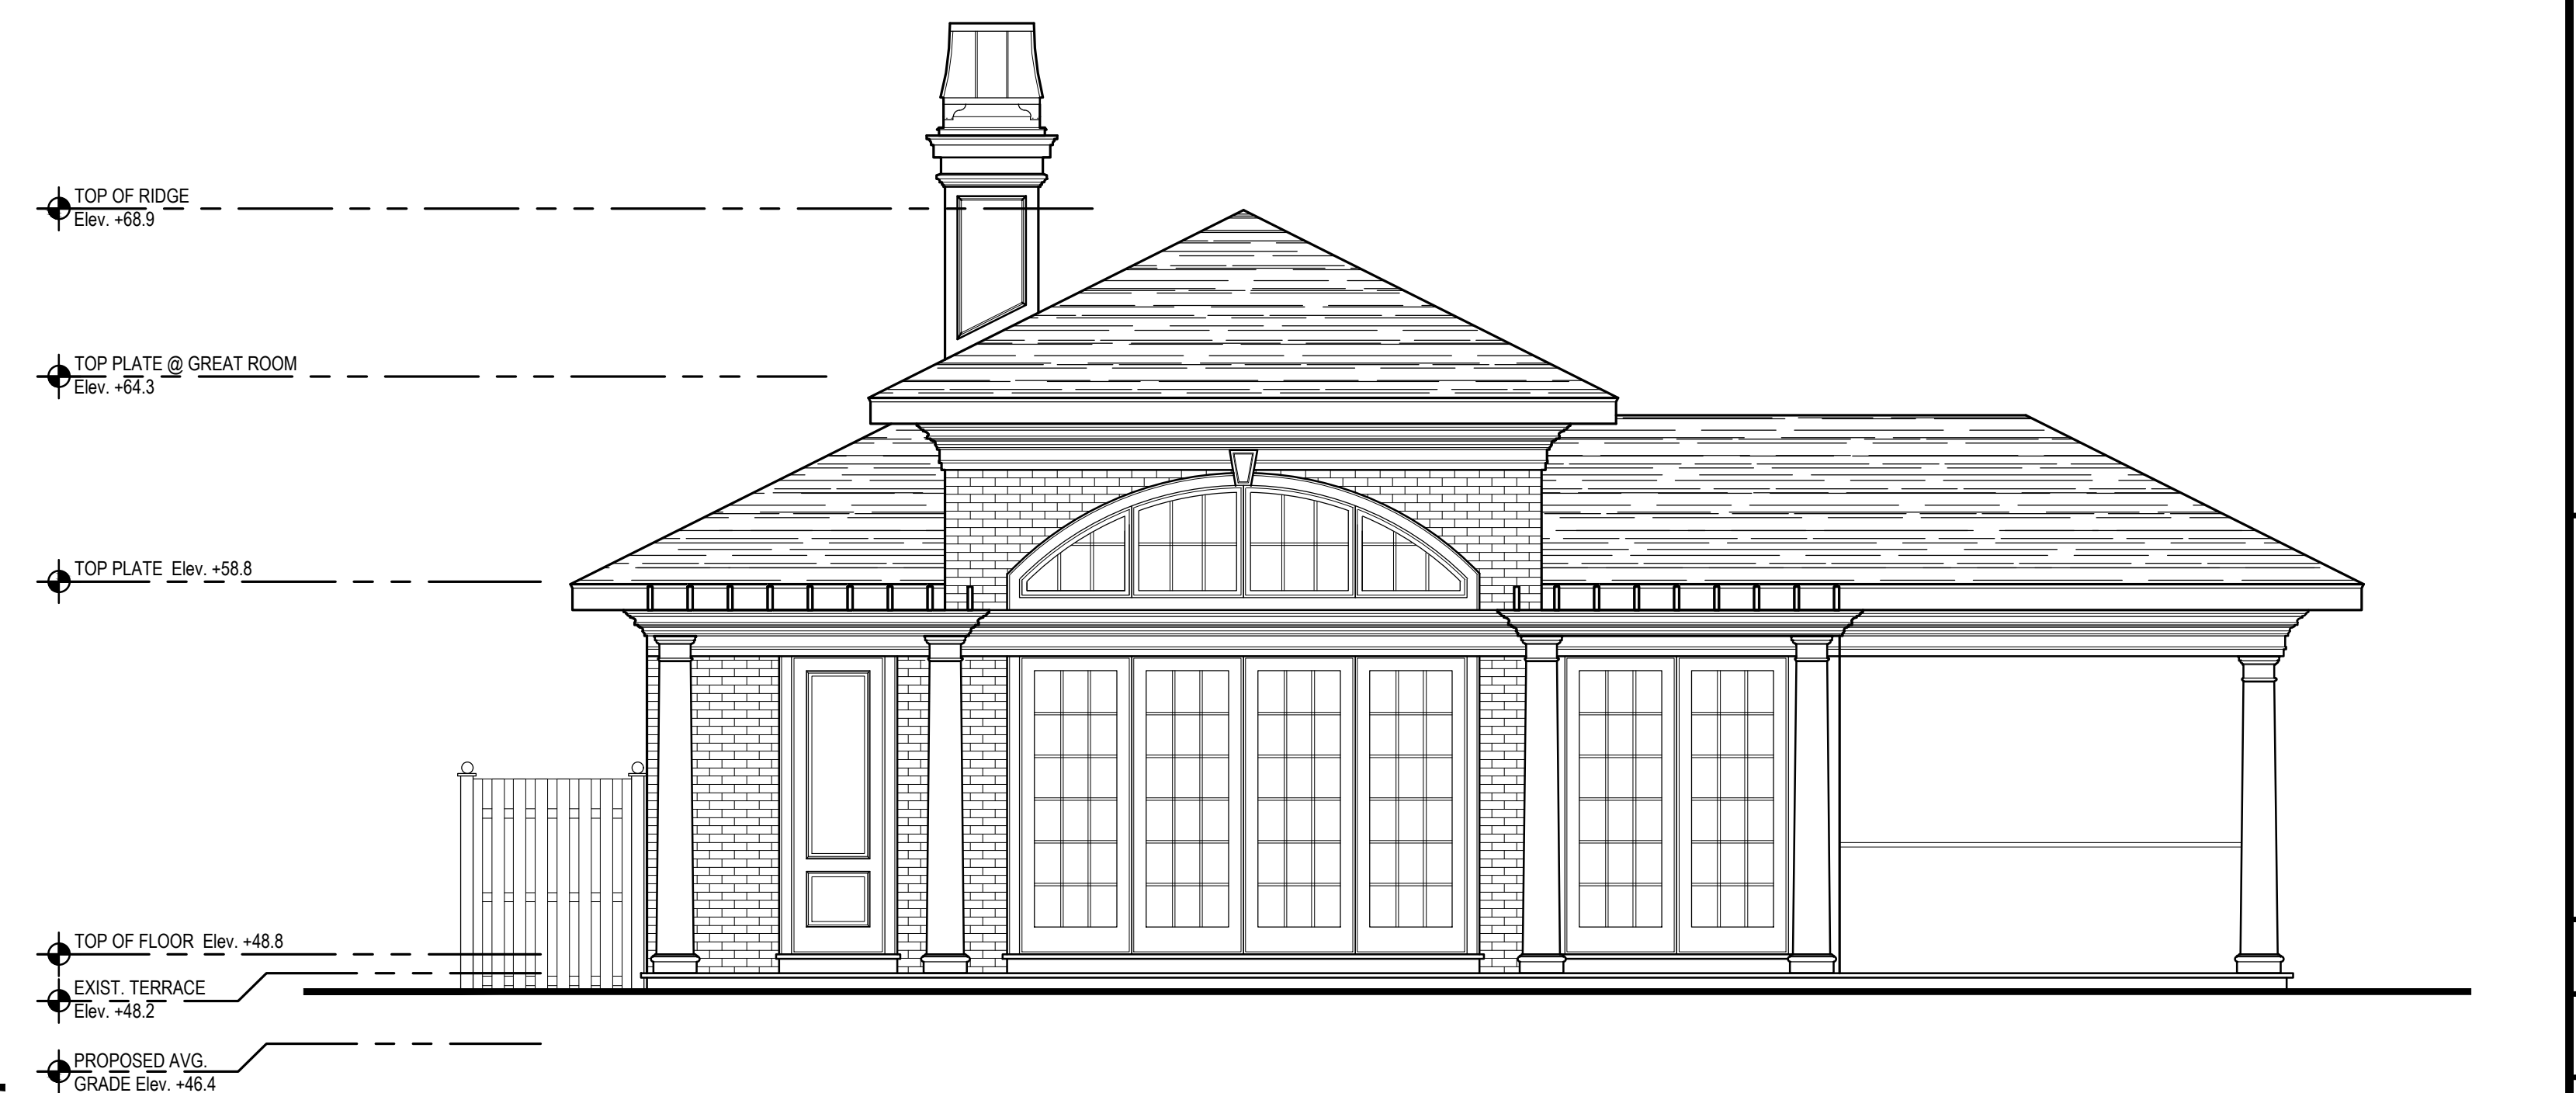 TOP OF RIDGE
Elev. +68.9
TOP PLATE @ GREAT ROOM
Elev. +64.3
TOP PLATE Elev. +58.8
TOP OF FLOOR Elev. +48.8
EXIST. TERRACE
Elev. +48.2
PROPOSED AVG.
GRADE Elev. +46.4